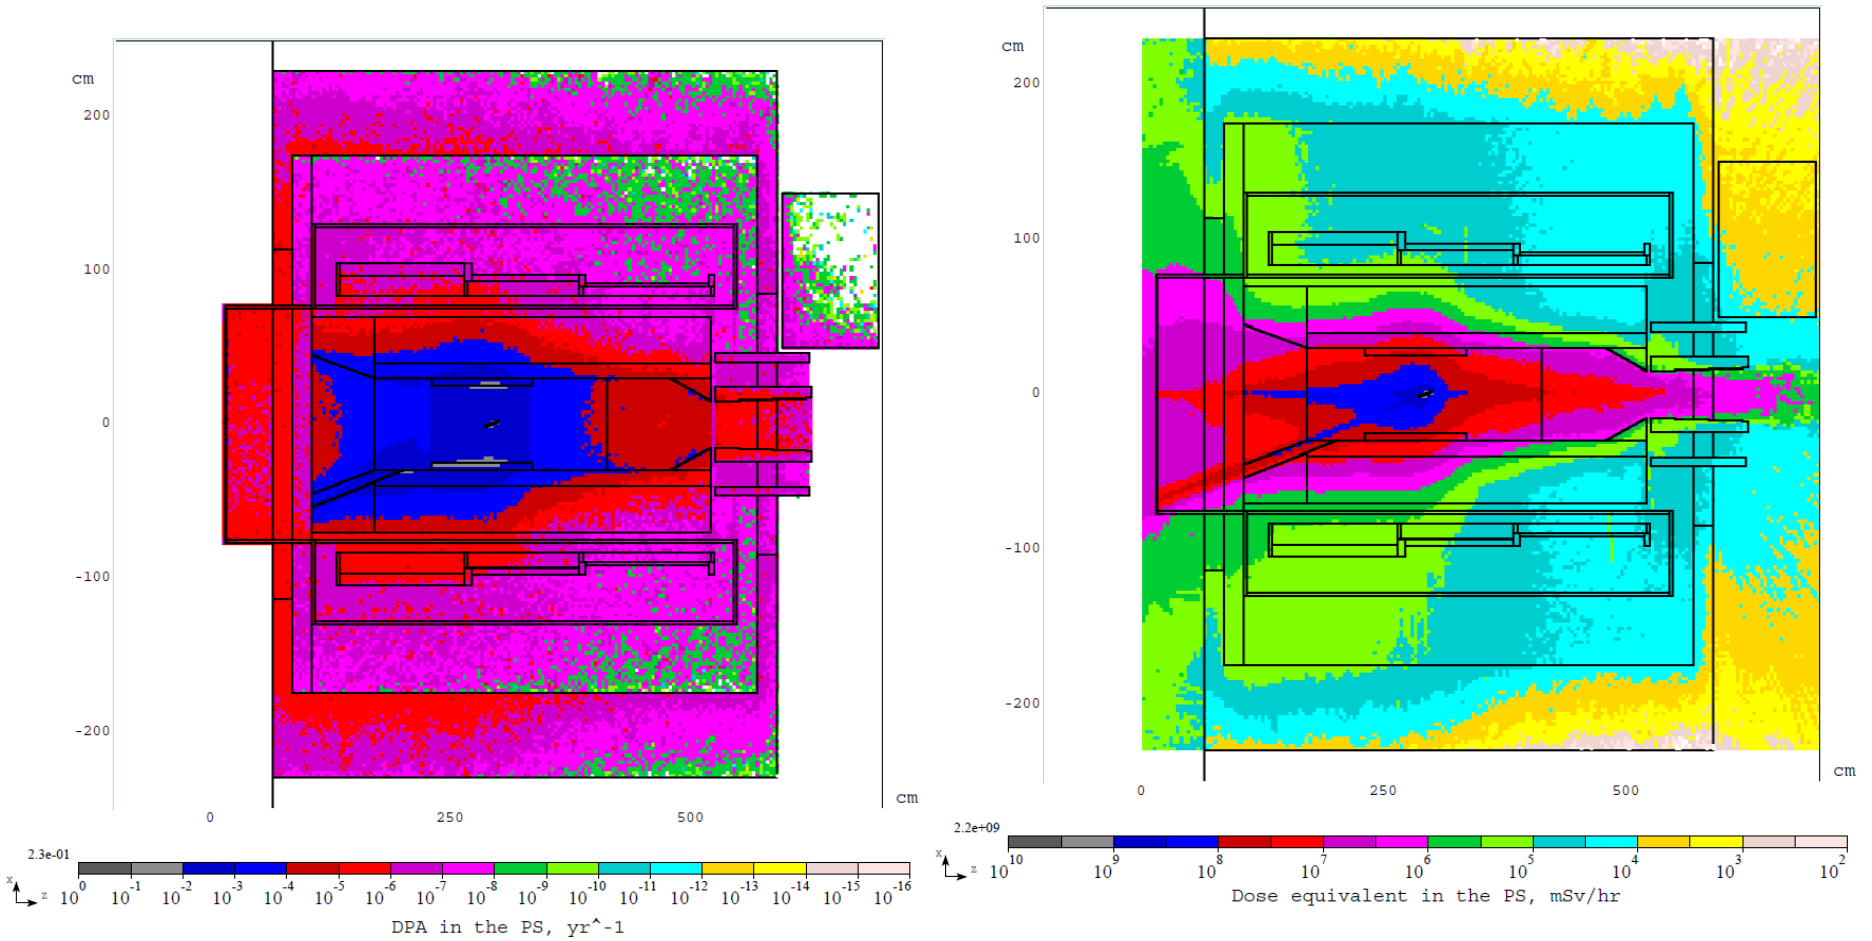 cm
200
100
0
-100
-200
0 250 500
cm
2.3e-01
10^0 10^-1 10^-2 10^-3 10^-4 10^-5 10^-6 10^-7 10^-8 10^-9 10^-10 10^-11 10^-12 10^-13 10^-14 10^-15 10^-16
x
z
DPA in the PS, yr^-1
cm
200
100
0
-100
-200
cm
0 250 500
2.2e+09
10^10 10^9 10^8 10^7 10^6 10^5 10^4 10^3 10^2
x
z
Dose equivalent in the PS, mSv/hr